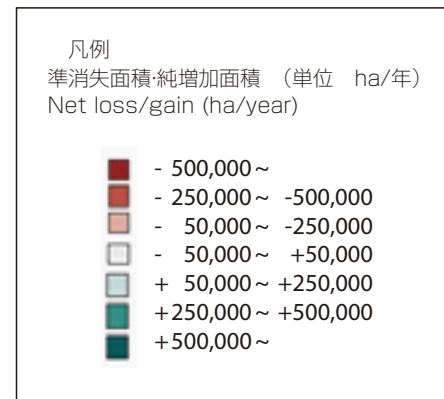 凡例
準消失面積·純増加面積　（単位　ha/年）
Net loss/gain (ha/year)
- 500,000～
- 250,000～ -500,000
- 50,000～ -250,000
- 50,000～ +50,000
+ 50,000～ +250,000
+250,000～ +500,000
+500,000～